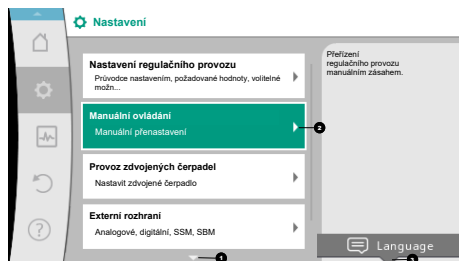 Nastavení
Nastavení regulačního provozu
Průvodce nastavením, požadované hodnoty, volitelné
možn...
Manuální ovládání
Manuální přenastavení
2
Provoz zdvojených čerpadel
Nastavit zdvojené čerpadlo
Externí rozhraní
Analogové, digitální, SSM, SBM
1
Přeřízení
regulačního provozu
manuálním zásahem.
Language
3